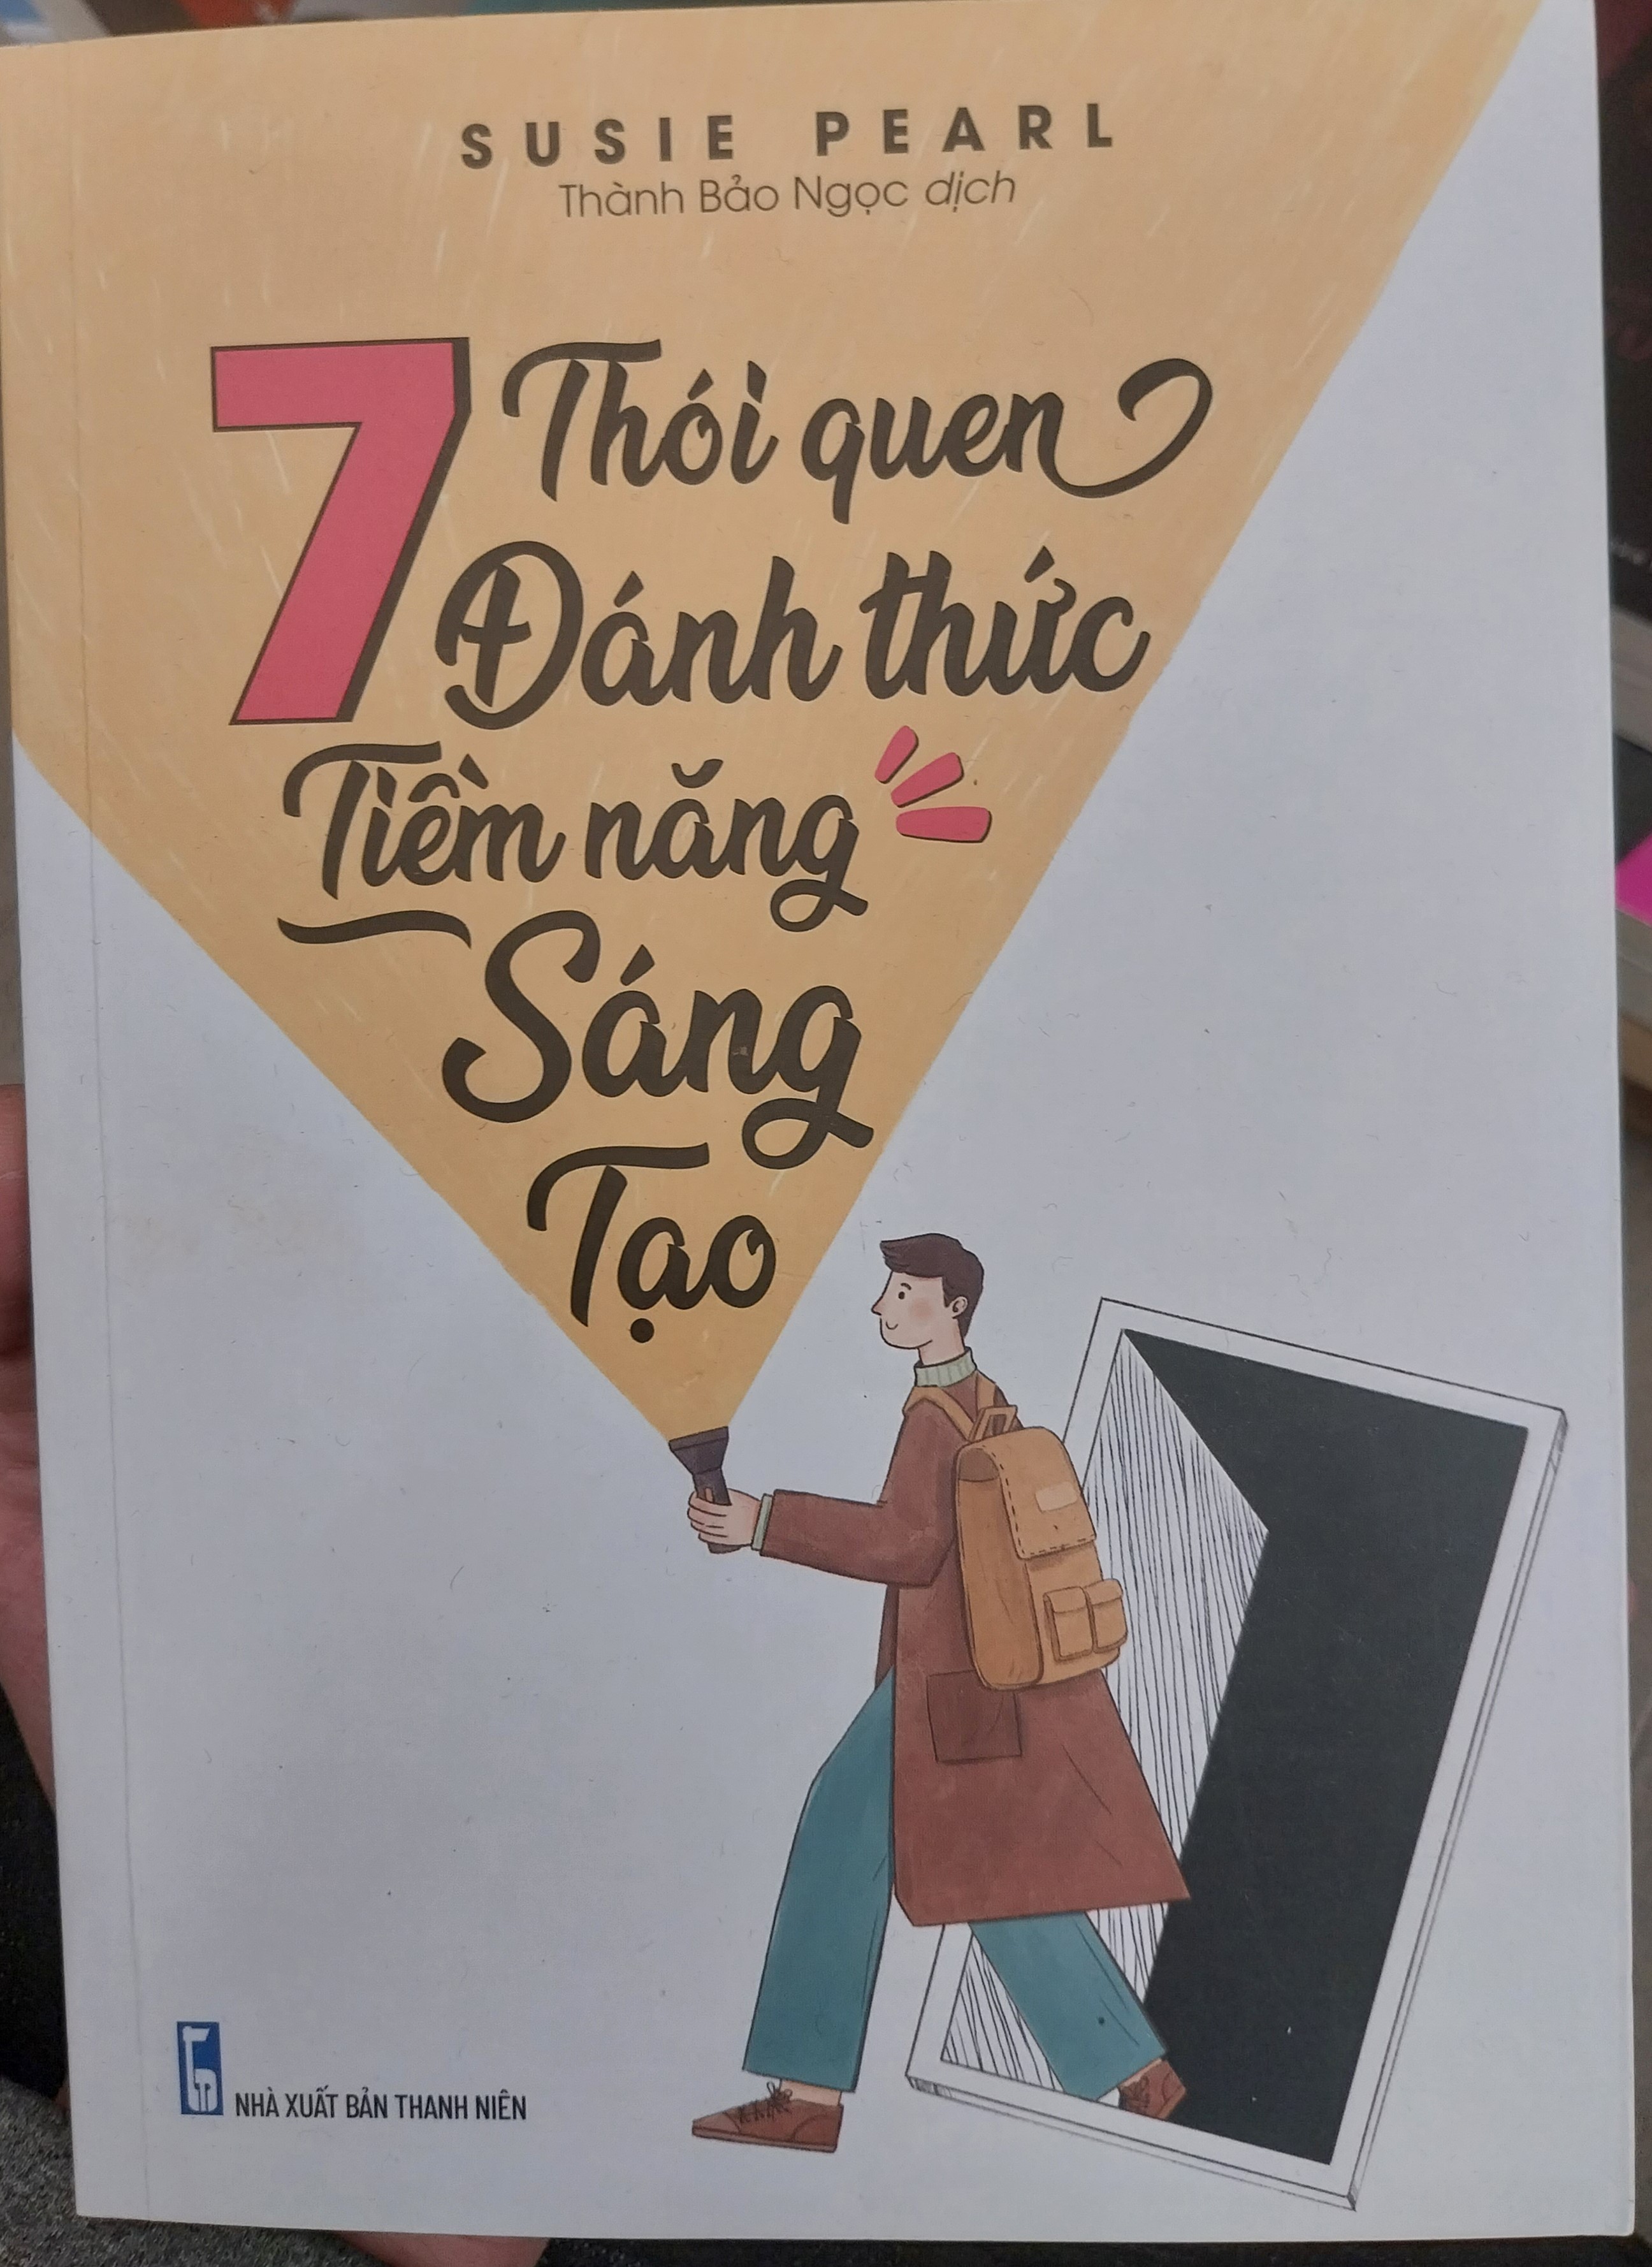 SUSIE PEARL
Thành Bảo Ngọc dịch
7 Thói quen
Đánh thức
Tiềm năng
Sáng
Tạo
NHÀ XUẤT BẢN THANH NIÊN